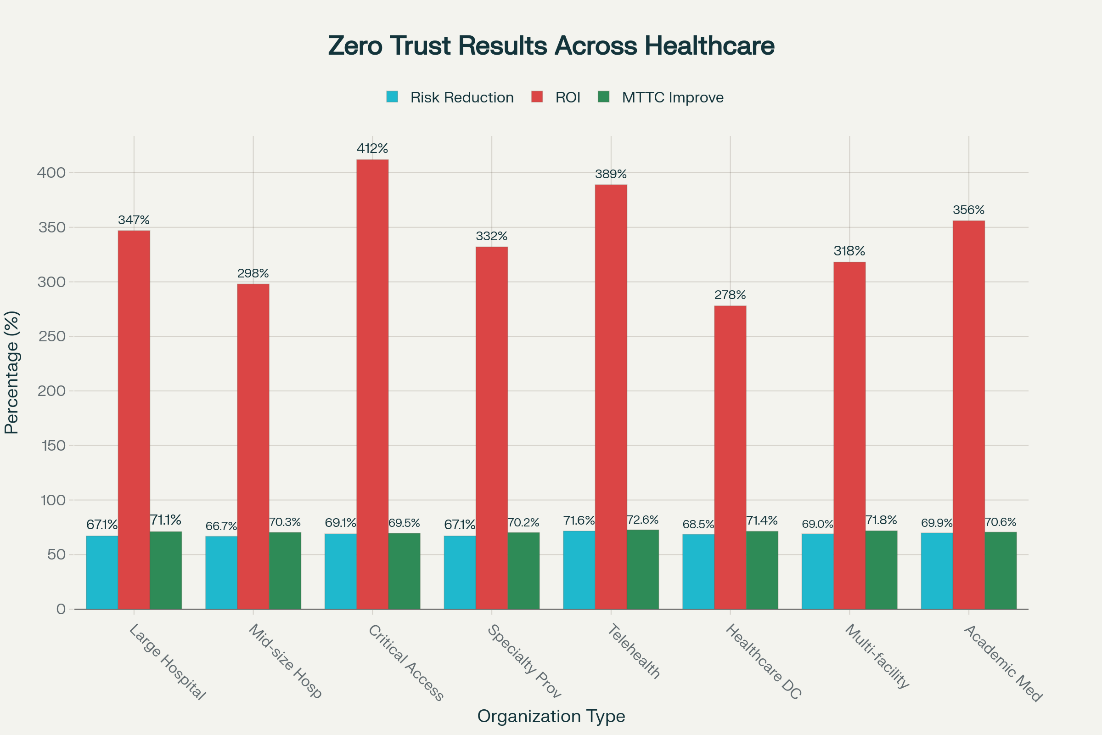 Zero Trust Results Across Healthcare
Risk Reduction ROI MTTC Improve
412%
400
389%
356%
350
347%
332%
318%
300
298%
278%
250
200
150
100
67.1% 71.1% 66.7% 70.3% 69.1% 69.5% 67.1% 70.2% 71.6% 72.6% 68.5% 71.4% 69.0% 71.8% 69.9% 70.6%
50
0
Percentage (%)
Large Hospital
Mid-size Hosp
Critical Access
Specialty Prov
Telehealth
Healthcare DC
Multi-facility
Academic Med
Organization Type